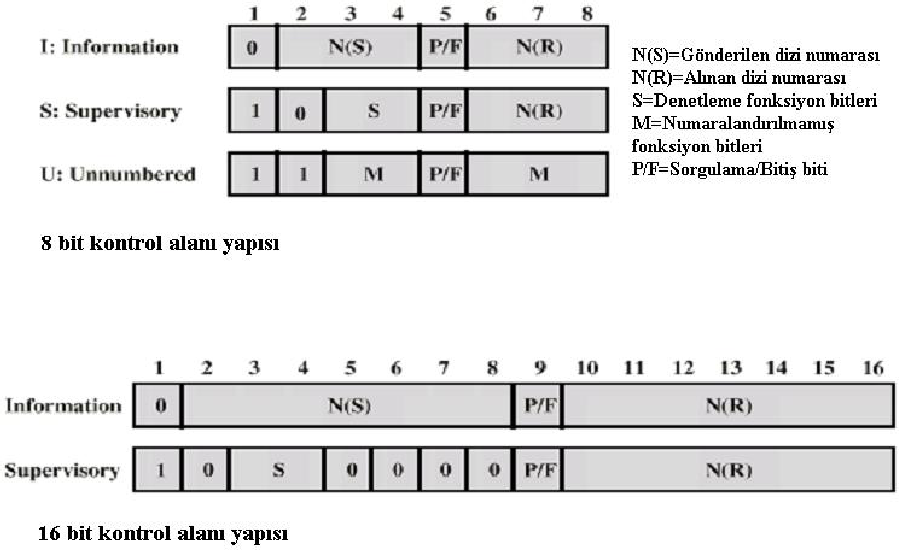 1 2 3 4 5 6 7 8
I: Information 0 N(S) P/F N(R)
S: Supervisory 1 0 S P/F N(R)
U: Unnumbered 1 1 M P/F M
N(S)=Gönderilen dizi numarası
N(R)=Alınan dizi numarası
S=Denetleme fonksiyon bitleri
M=Numaralandırılmamış
fonksiyon bitleri
P/F=Sorgulama/Bitiş biti
8 bit kontrol alanı yapısı
1 2 3 4 5 6 7 8 9 10 11 12 13 14 15 16
Information 0 N(S) P/F N(R)
Supervisory 1 0 S 0 0 0 0 P/F N(R)
16 bit kontrol alanı yapısı